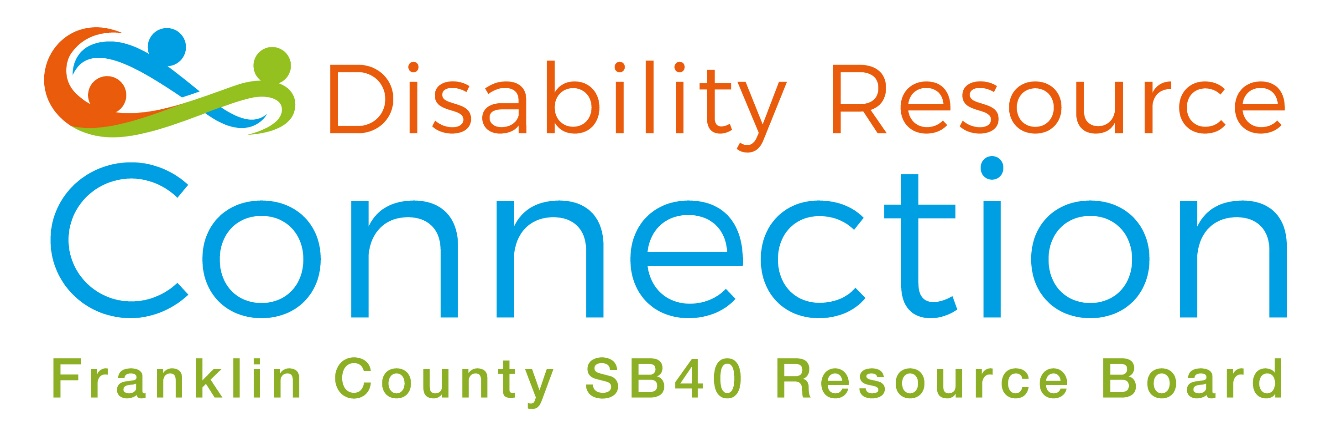 Disability Resource
Connection
Franklin County SB40 Resource Board